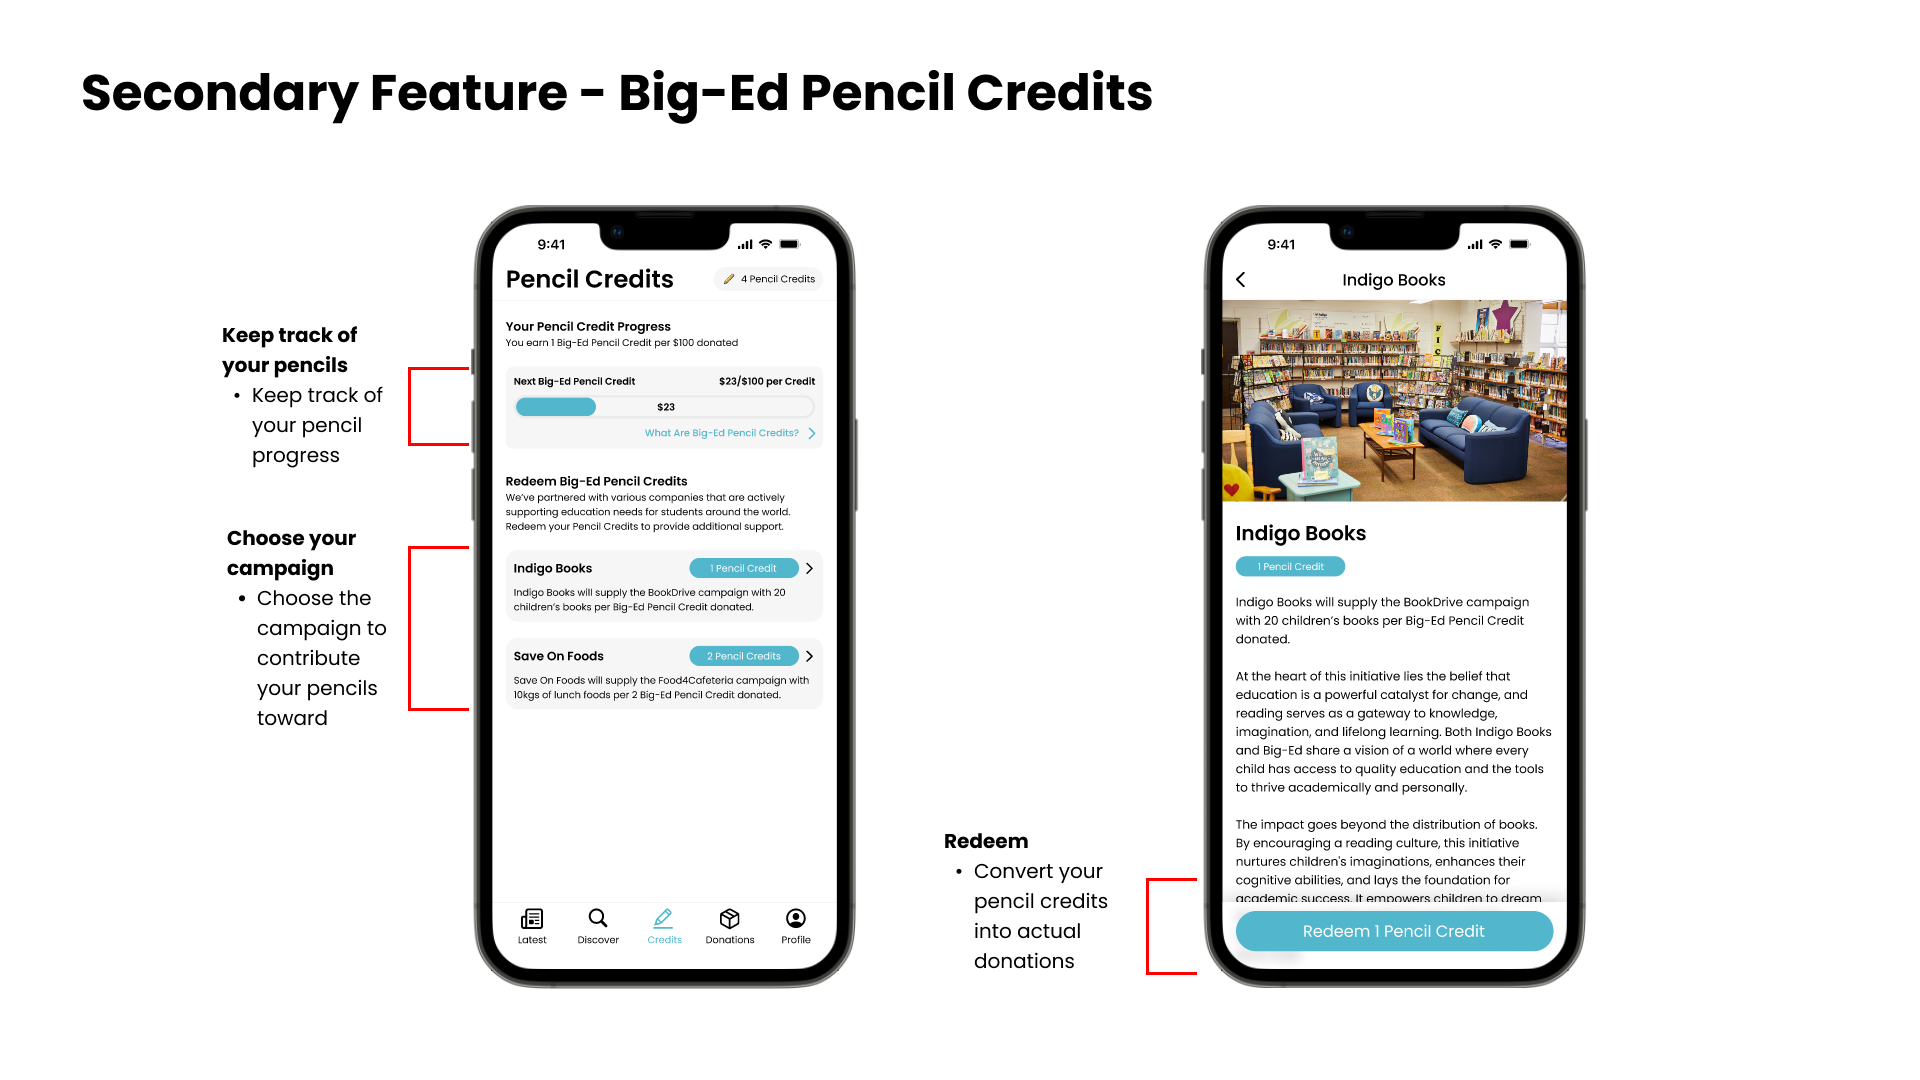 Secondary Feature - Big-Ed Pencil Credits
Keep track of
your pencils
• Keep track of
your pencil
progress
Choose your
campaign
• Choose the
campaign to
contribute
your pencils
toward
9:41
Pencil Credits
4 Pencil Credits
Your Pencil Credit Progress
You earn 1 Big-Ed Pencil Credit per $100 donated
Next Big-Ed Pencil Credit
$23/$100 per Credit
$23
What Are Big-Ed Pencil Credits?
Redeem Big-Ed Pencil Credits
We've partnered with various companies that are actively
supporting education needs for students around the world.
Redeem your Pencil Credits to provide additional support.
Indigo Books
1 Pencil Credit
Indigo Books will supply the BookDrive campaign with 20
children's books per Big-Ed Pencil Credit donated.
Save On Foods
2 Pencil Credits
Save On Foods will supply the Food4Cafeteria campaign with
10kgs of lunch foods per 2 Big-Ed Pencil Credit donated.
Latest
Discover
Credits
Donations
Profile
Redeem
• Convert your
pencil credits
into actual
donations
9:41
Indigo Books
FIC
Indigo Books
1 Pencil Credit
Indigo Books will supply the BookDrive campaign
with 20 children's books per Big-Ed Pencil Credit
donated.
At the heart of this initiative lies the belief that
education is a powerful catalyst for change, and
reading serves as a gateway to knowledge,
imagination, and lifelong learning. Both Indigo Books
and Big-Ed share a vision of a world where every
child has access to quality education and the tools
to thrive academically and personally.
The impact goes beyond the distribution of books.
By encouraging a reading culture, this initiative
nurtures children's imaginations, enhances their
cognitive abilities, and lays the foundation for
academic success. It empowers children to dream
Redeem 1 Pencil Credit